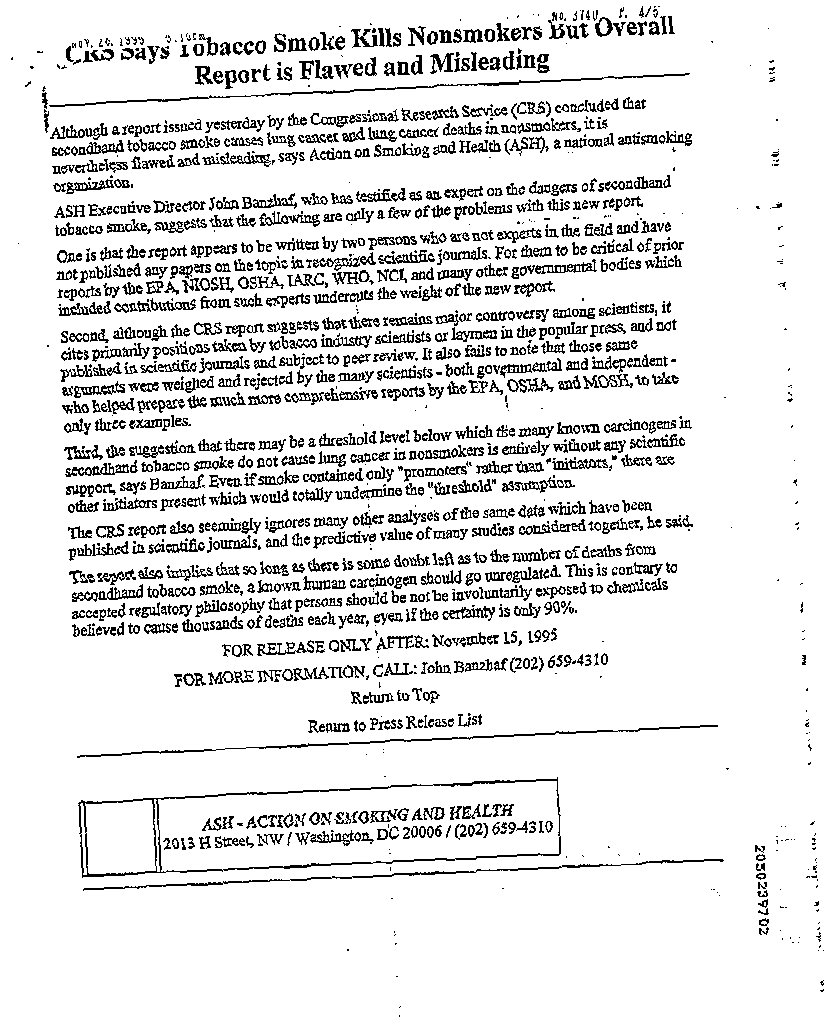 NOV. 20. 1995 NO. 3740 P. 4/5
CRS Says Tobacco Smoke Kills Nonsmokers But Overall
Report is Flawed and Misleading
Although a report issued yesterday by the Congressional Research Service (CRS) concluded that
secondhand tobacco smoke causes lung cancer and lung cancer deaths in nonsmokers, it is
nevertheless flawed and misleading, says Action on Smoking and Health (ASH), a national antismoking
organization.
ASH Executive Director John Banzhaf, who has testified as an expert on the dangers of secondhand
tobacco smoke, suggests that the following are only a few of the problems with this new report.
One is that the report appears to be written by two persons who are not experts in the field and have
not published any papers on the topic in recognized scientific journals. For them to be critical of prior
reports by the EPA, NIOSH, OSHA, IARC, WHO, NCI, and many other governmental bodies which
included contributions from such experts undercuts the weight of the new report.
Second, although the CRS report suggests that there remains major controversy among scientists, it
cites primarily positions taken by tobacco industry scientists or laymen in the popular press, and not
published in scientific journals and subject to peer review. It also fails to note that those same
arguments were weighed and rejected by the many scientists - both governmental and independent -
who helped prepare the much more comprehensive reports by the EPA, OSHA, and MOSH, to take
only three examples.
Third, the suggestion that there may be a threshold level below which the many known carcinogens in
secondhand tobacco smoke do not cause lung cancer in nonsmokers is entirely without any scientific
support, says Banzhaf. Even if smoke contained only "promoters" rather than "initiators," there are
other initiators present which would totally undermine the "threshold" assumption.
The CRS report also seemingly ignores many other analyses of the same data which have been
published in scientific journals, and the predictive value of many studies considered together, he said.
The report also implies that so long as there is some doubt left as to the number of deaths from
secondhand tobacco smoke, a known human carcinogen should go unregulated. This is contrary to
accepted regulatory philosophy that persons should be not be involuntarily exposed to chemicals
believed to cause thousands of deaths each year, even if the certainty is only 90%.
FOR RELEASE ONLY AFTER: November 15, 1995
FOR MORE INFORMATION, CALL: John Banzhaf (202) 659-4310
Return to Top
Return to Press Release List
ASH - ACTION ON SMOKING AND HEALTH
2013 H Street, NW / Washington, DC 20006 / (202) 659-4310
2050239702